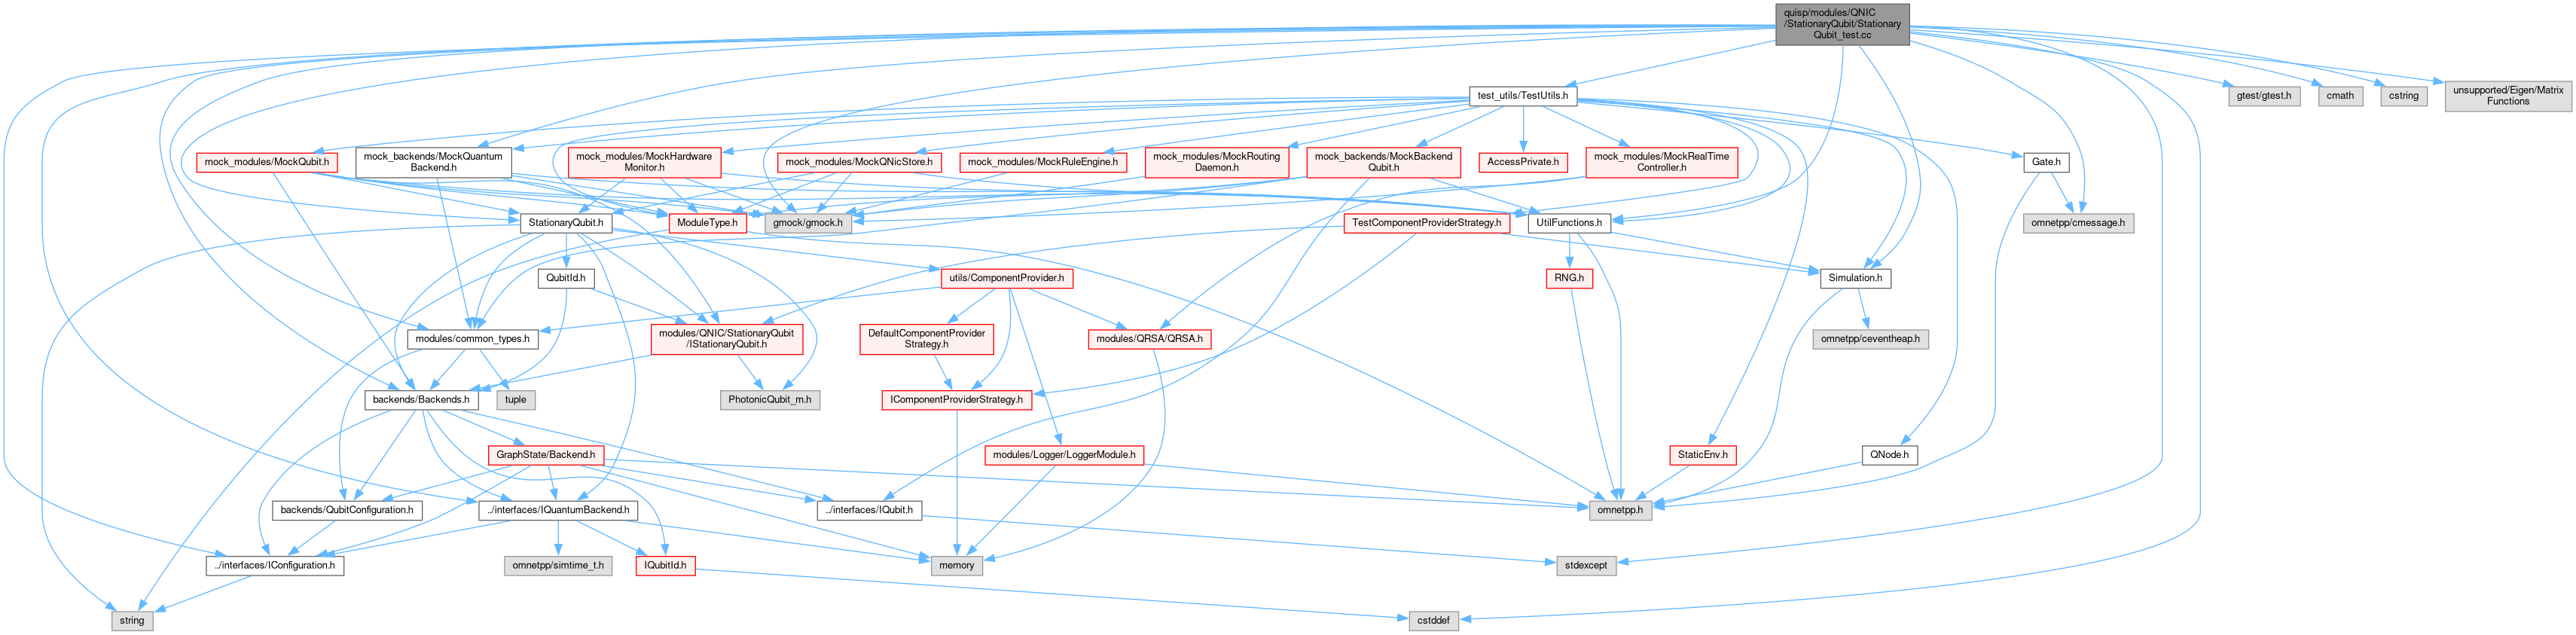 quisp/modules/QNIC
/StationaryQubit/Stationary
Qubit_test.cc
test_utils/TestUtils.h
gtest/gtest.h
cmath
cstring
unsupported/Eigen/Matrix
Functions
mock_modules/MockQubit.h
mock_backends/MockQuantum
Backend.h
mock_modules/MockHardware
Monitor.h
mock_modules/MockQNicStore.h
mock_modules/MockRuleEngine.h
mock_modules/MockRouting
Daemon.h
mock_backends/MockBackend
Qubit.h
AccessPrivate.h
mock_modules/MockRealTime
Controller.h
Gate.h
StationaryQubit.h
ModuleType.h
gmock/gmock.h
TestComponentProviderStrategy.h
UtilFunctions.h
omnetpp/cmessage.h
QubitId.h
utils/ComponentProvider.h
RNG.h
Simulation.h
modules/common_types.h
modules/QNIC/StationaryQubit
/IStationaryQubit.h
DefaultComponentProvider
Strategy.h
modules/QRSA/QRSA.h
omnetpp/ceventheap.h
backends/Backends.h
tuple
PhotonicQubit_m.h
IComponentProviderStrategy.h
GraphState/Backend.h
modules/Logger/LoggerModule.h
StaticEnv.h
QNode.h
backends/QubitConfiguration.h
../interfaces/IQuantumBackend.h
../interfaces/IQubit.h
omnetpp.h
../interfaces/IConfiguration.h
omnetpp/simtime_t.h
IQubitId.h
memory
stdexcept
string
cstddef